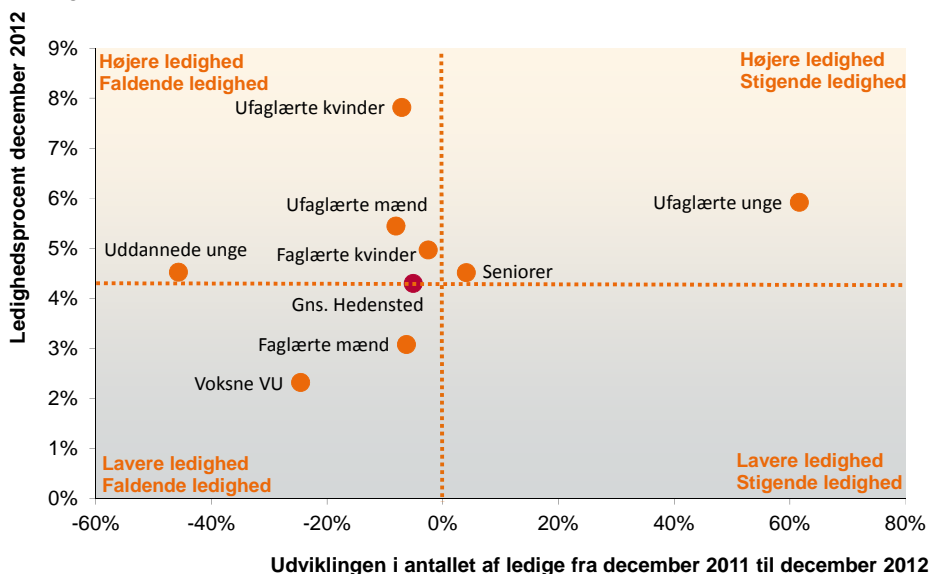 Ledighedsprocent december 2012
9%
8%
7%
6%
5%
4%
3%
2%
1%
0%
Højere ledighed
Faldende ledighed
Højere ledighed
Stigende ledighed
Ufaglærte kvinder
Ufaglærte mænd
Ufaglærte unge
Uddannede unge
Faglærte kvinder
Seniorer
Gns. Hedensted
Faglærte mænd
Voksne VU
Lavere ledighed
Faldende ledighed
Lavere ledighed
Stigende ledighed
-60%
-40%
-20%
0%
20%
40%
60%
80%
Udviklingen i antallet af ledige fra december 2011 til december 2012